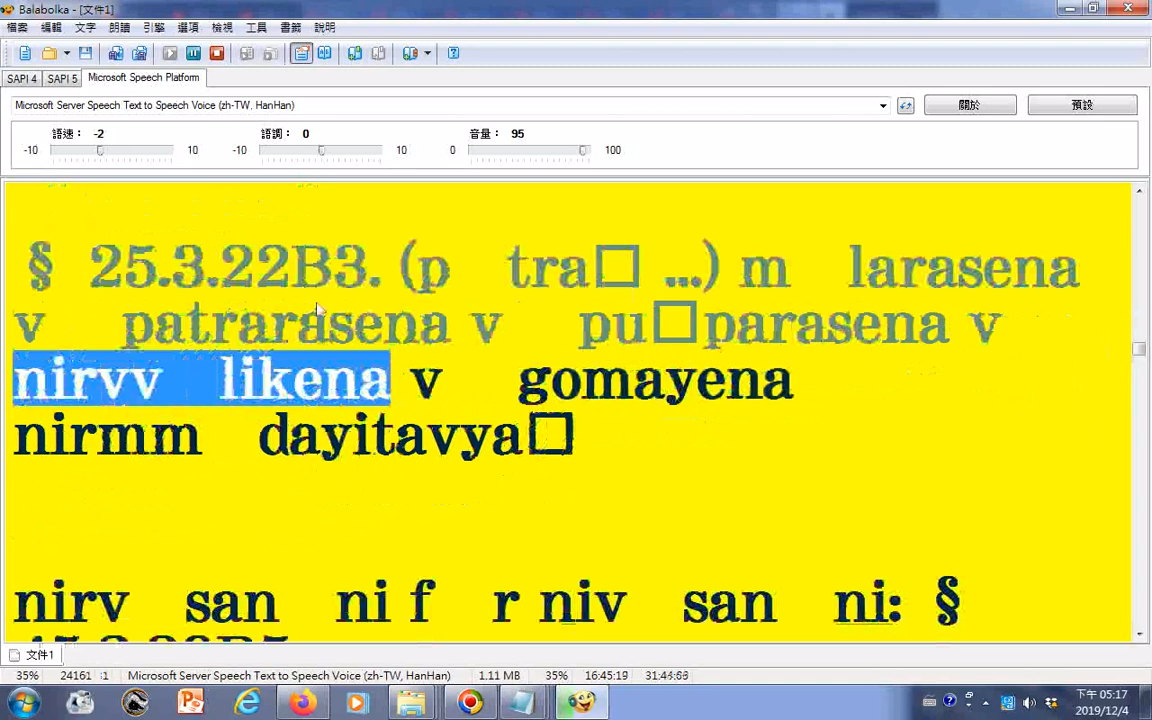 Balabolka - [文件1]
檔案 編輯 文字 朗讀 引擎 選項 檢視 工具 書籤 說明
SAPI 4 SAPI 5 Microsoft Speech Platform
Microsoft Server Speech Text to Speech Voice (zh-TW, HanHan) 關於 預設
語速： -2 語調： 0 音量： 95
-10 10 -10 10 0 100
§ 25.3.22B3. (p tra□ ...) m larasena
v patrarasena v pu□parasena v
nirvv likena v gomayena
nirmm dayitavya□
nirv san ni f r niv san ni: §
文件1
35% 24161 Microsoft Server Speech Text to Speech Voice (zh-TW, HanHan) 1.11 MB 35% 16:45:19
下午 05:17
2019/12/4